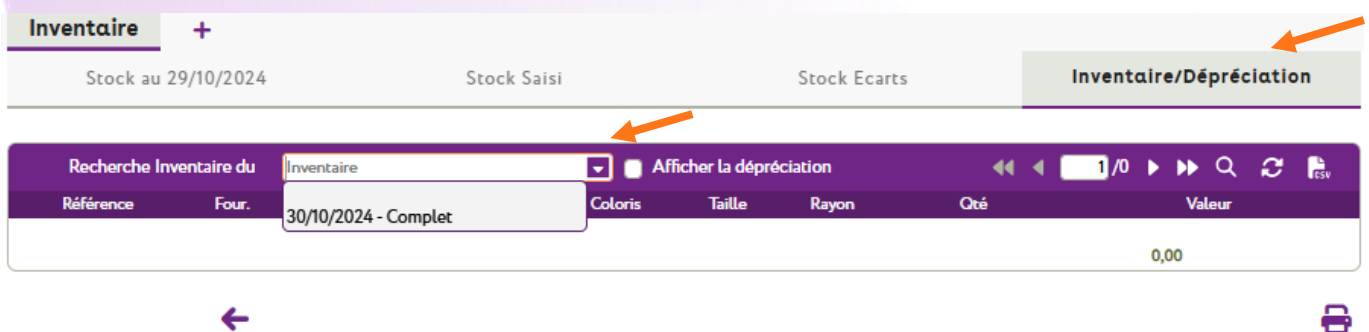 Inventaire +
Stock au 29/10/2024 Stock Saisi Stock Ecarts Inventaire/Dépréciation
Recherche Inventaire du Inventaire Afficher la dépréciation 1 /0 CSV
Référence Four. Coloris Taille Rayon Qté Valeur
30/10/2024 - Complet
0,00